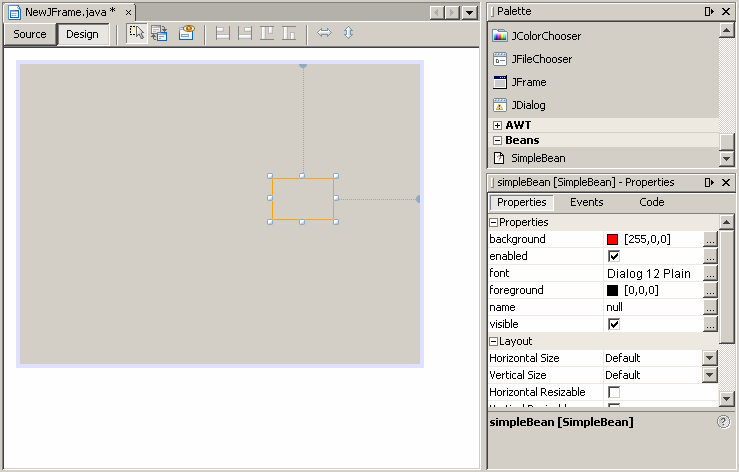 NewJFrame.java *
Source Design
Palette
JColorChooser
JFileChooser
JFrame
JDialog
AWT
Beans
SimpleBean
simpleBean [SimpleBean] - Properties
Properties Events Code
Properties
background [255,0,0] ...
enabled ...
font Dialog 12 Plain ...
foreground [0,0,0] ...
name null ...
visible ...
Layout
Horizontal Size Default
Vertical Size Default
Horizontal Resizable
simpleBean [SimpleBean] ?